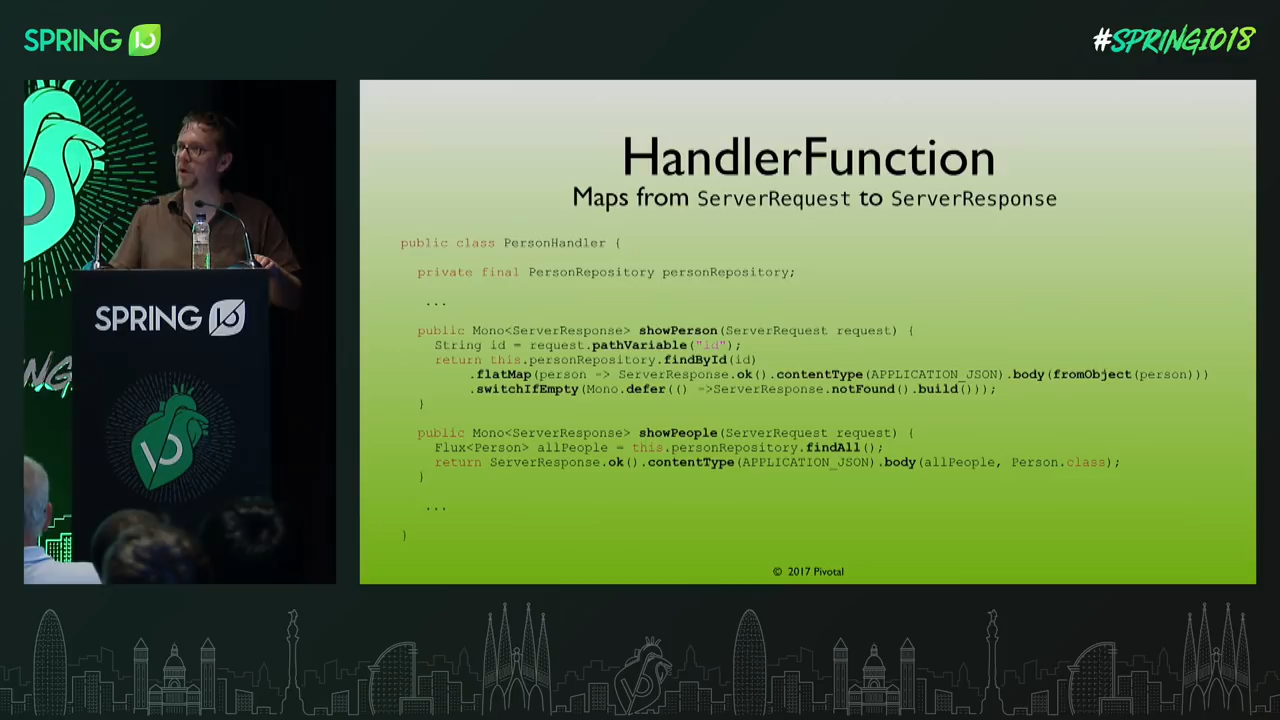 SPRING IO
#SPRINGIO18
HandlerFunction
Maps from ServerRequest to ServerResponse
public class PersonHandler {
private final PersonRepository personRepository;
...
public Mono<ServerResponse> showPerson(ServerRequest request) {
String id = request.pathVariable("id");
return this.personRepository.findById(id)
.flatMap(person -> ServerResponse.ok().contentType(APPLICATION_JSON).body(fromObject(person)))
.switchIfEmpty(Mono.defer(() ->ServerResponse.notFound().build()));
}
public Mono<ServerResponse> showPeople(ServerRequest request) {
Flux<Person> allPeople = this.personRepository.findAll();
return ServerResponse.ok().contentType(APPLICATION_JSON).body(allPeople, Person.class);
}
...
}
© 2017 Pivotal
SPRING IO